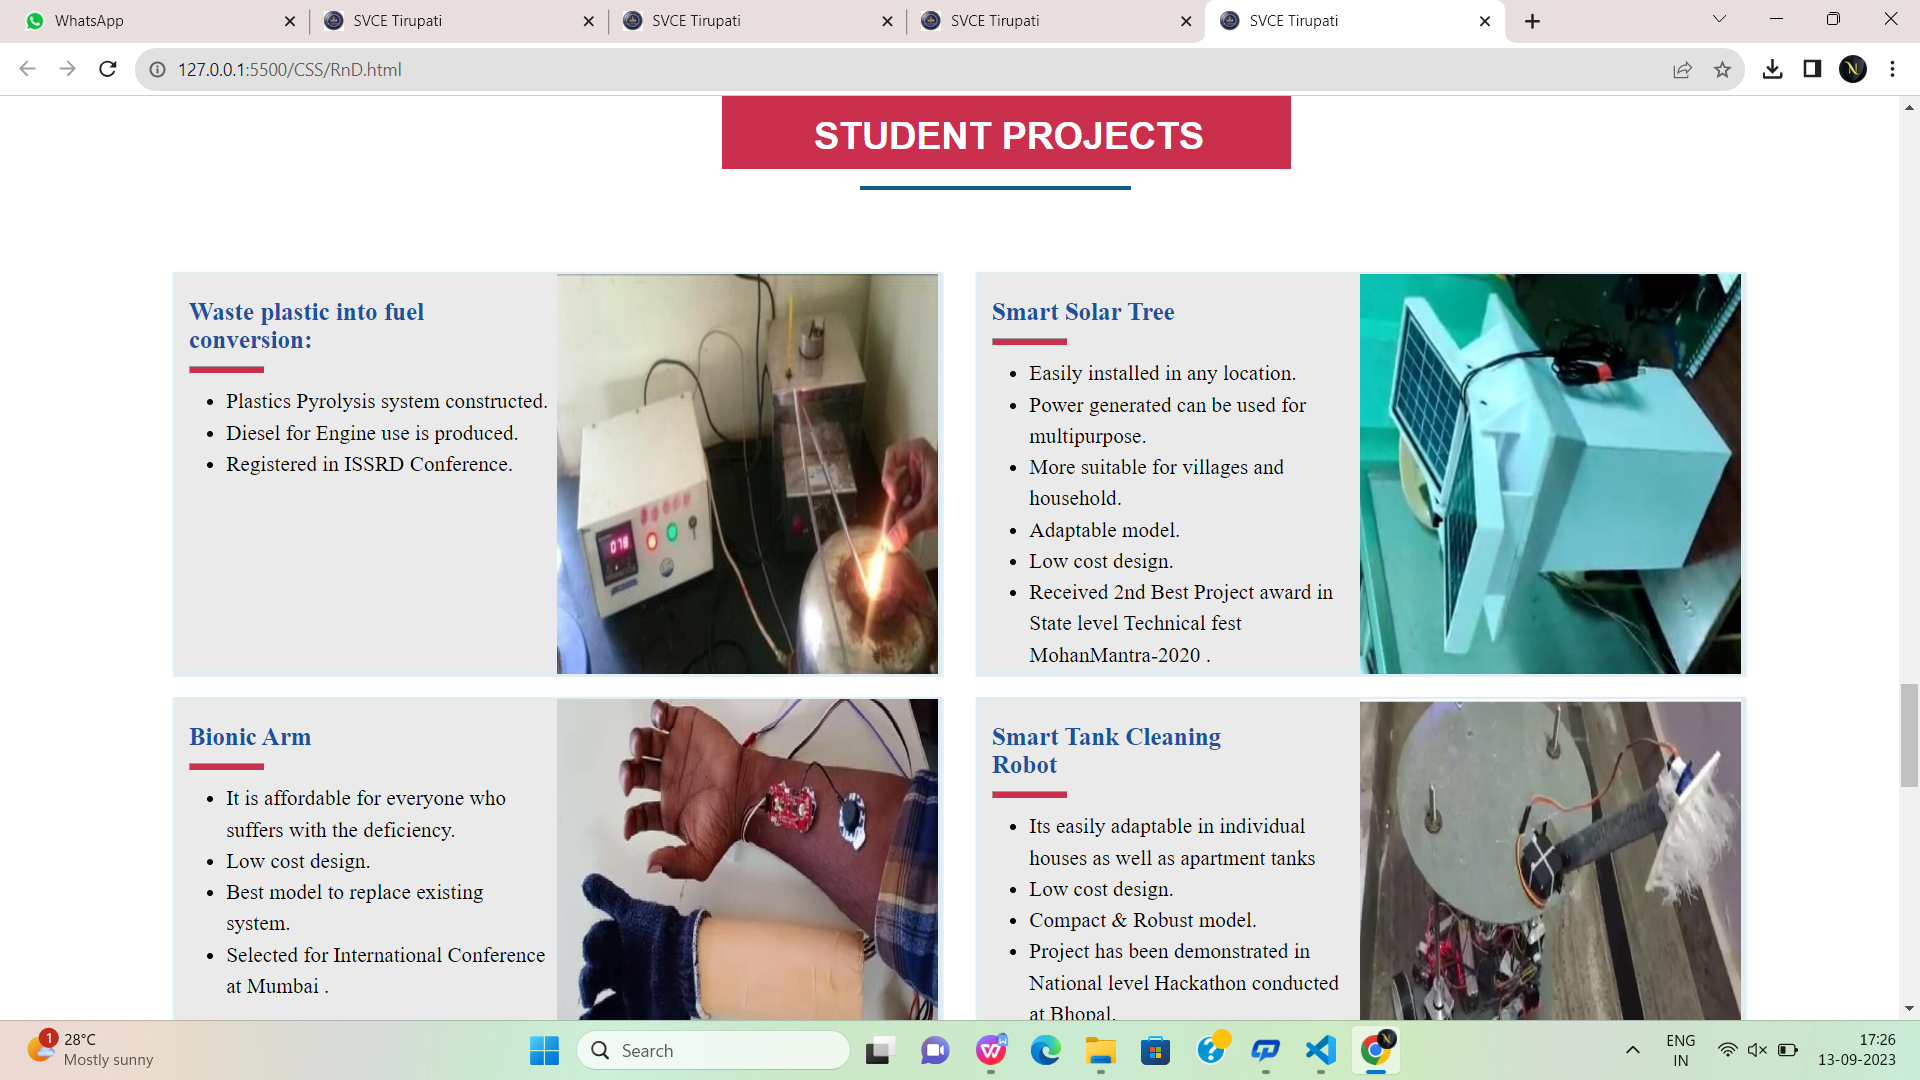 WhatsApp
SVCE Tirupati
SVCE Tirupati
SVCE Tirupati
SVCE Tirupati
127.0.0.1:5500/CSS/RnD.html
STUDENT PROJECTS
Waste plastic into fuel
conversion:
Plastics Pyrolysis system constructed.
Diesel for Engine use is produced.
Registered in ISSRD Conference.
078
Smart Solar Tree
Easily installed in any location.
Power generated can be used for
multipurpose.
More suitable for villages and
household.
Adaptable model.
Low cost design.
Received 2nd Best Project award in
State level Technical fest
MohanMantra-2020 .
Bionic Arm
It is affordable for everyone who
suffers with the deficiency.
Low cost design.
Best model to replace existing
system.
Selected for International Conference
at Mumbai .
Smart Tank Cleaning
Robot
Its easily adaptable in individual
houses as well as apartment tanks
Low cost design.
Compact & Robust model.
Project has been demonstrated in
National level Hackathon conducted
at Bhopal.
1
28°C
Mostly sunny
Search
ENG
IN
17:26
13-09-2023